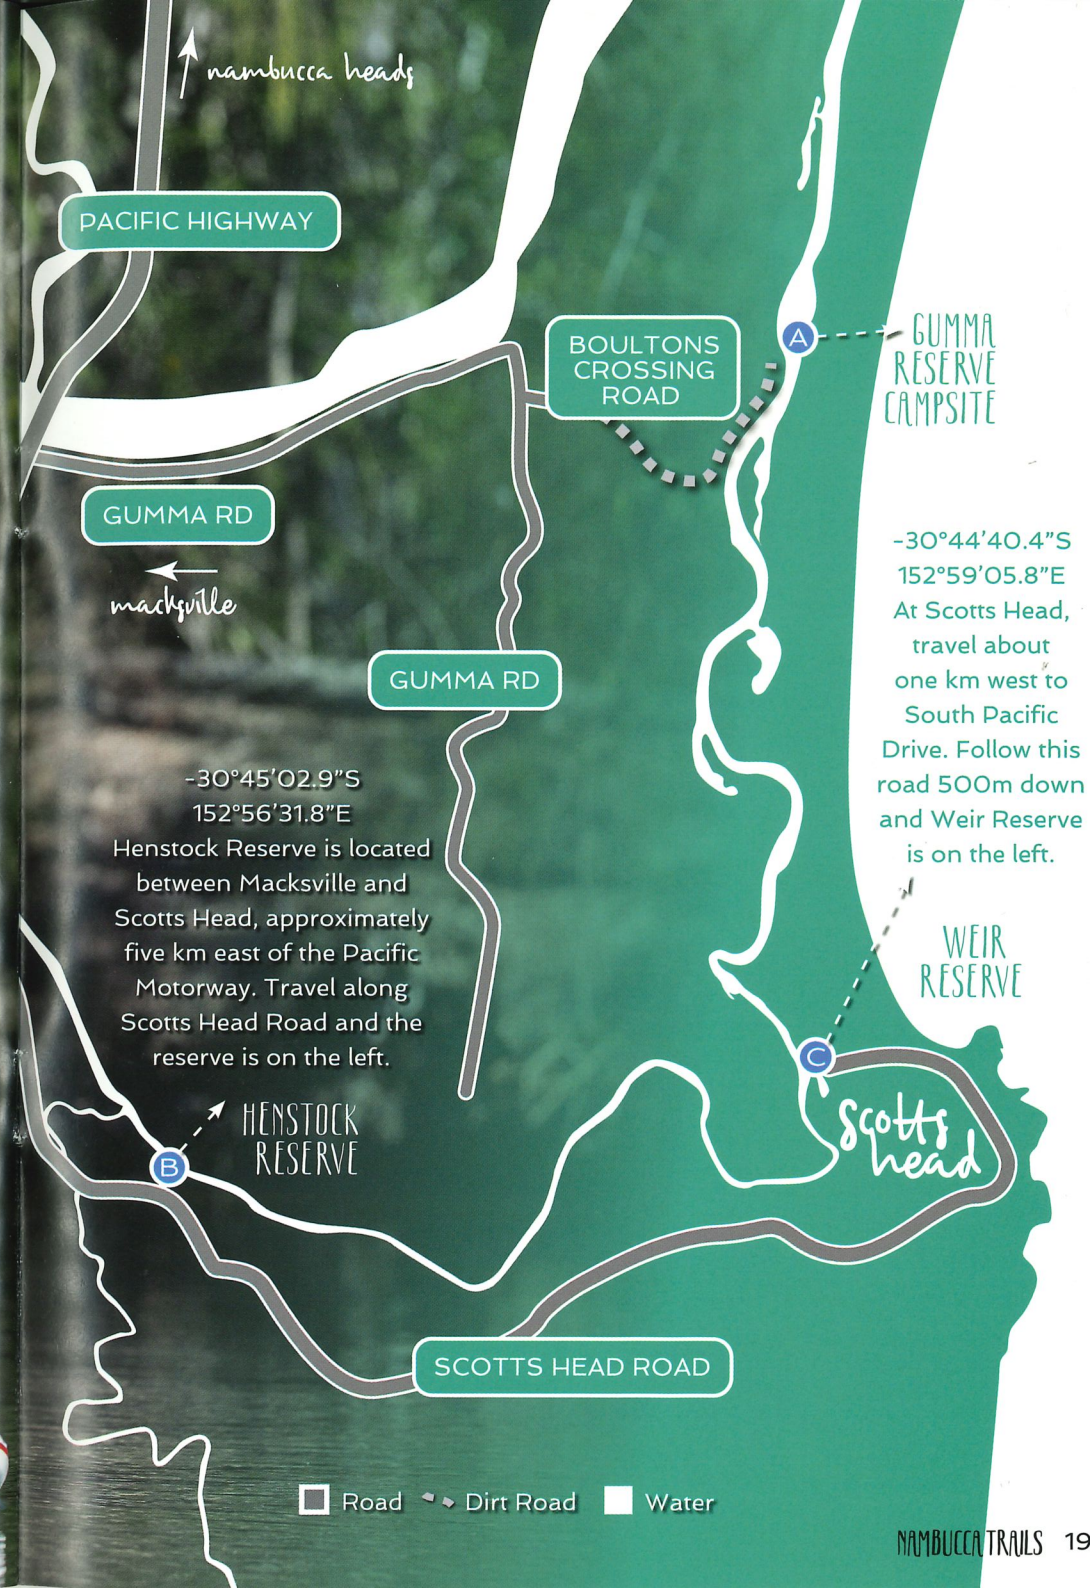 nambucca heads
PACIFIC HIGHWAY
BOULTONS
CROSSING
ROAD
A
GUMMA
RESERVE
CAMPSITE
GUMMA RD
macksville
GUMMA RD
-30°44'40.4"S
152°59'05.8"E
At Scotts Head,
travel about
one km west to
South Pacific
Drive. Follow this
road 500m down
and Weir Reserve
is on the left.
-30°45'02.9"S
152°56'31.8"E
Henstock Reserve is located
between Macksville and
Scotts Head, approximately
five km east of the Pacific
Motorway. Travel along
Scotts Head Road and the
reserve is on the left.
WEIR
RESERVE
C
Scotts
head
HENSTOCK
RESERVE
B
SCOTTS HEAD ROAD
Road Dirt Road Water
NAMBUCCA TRAILS 19